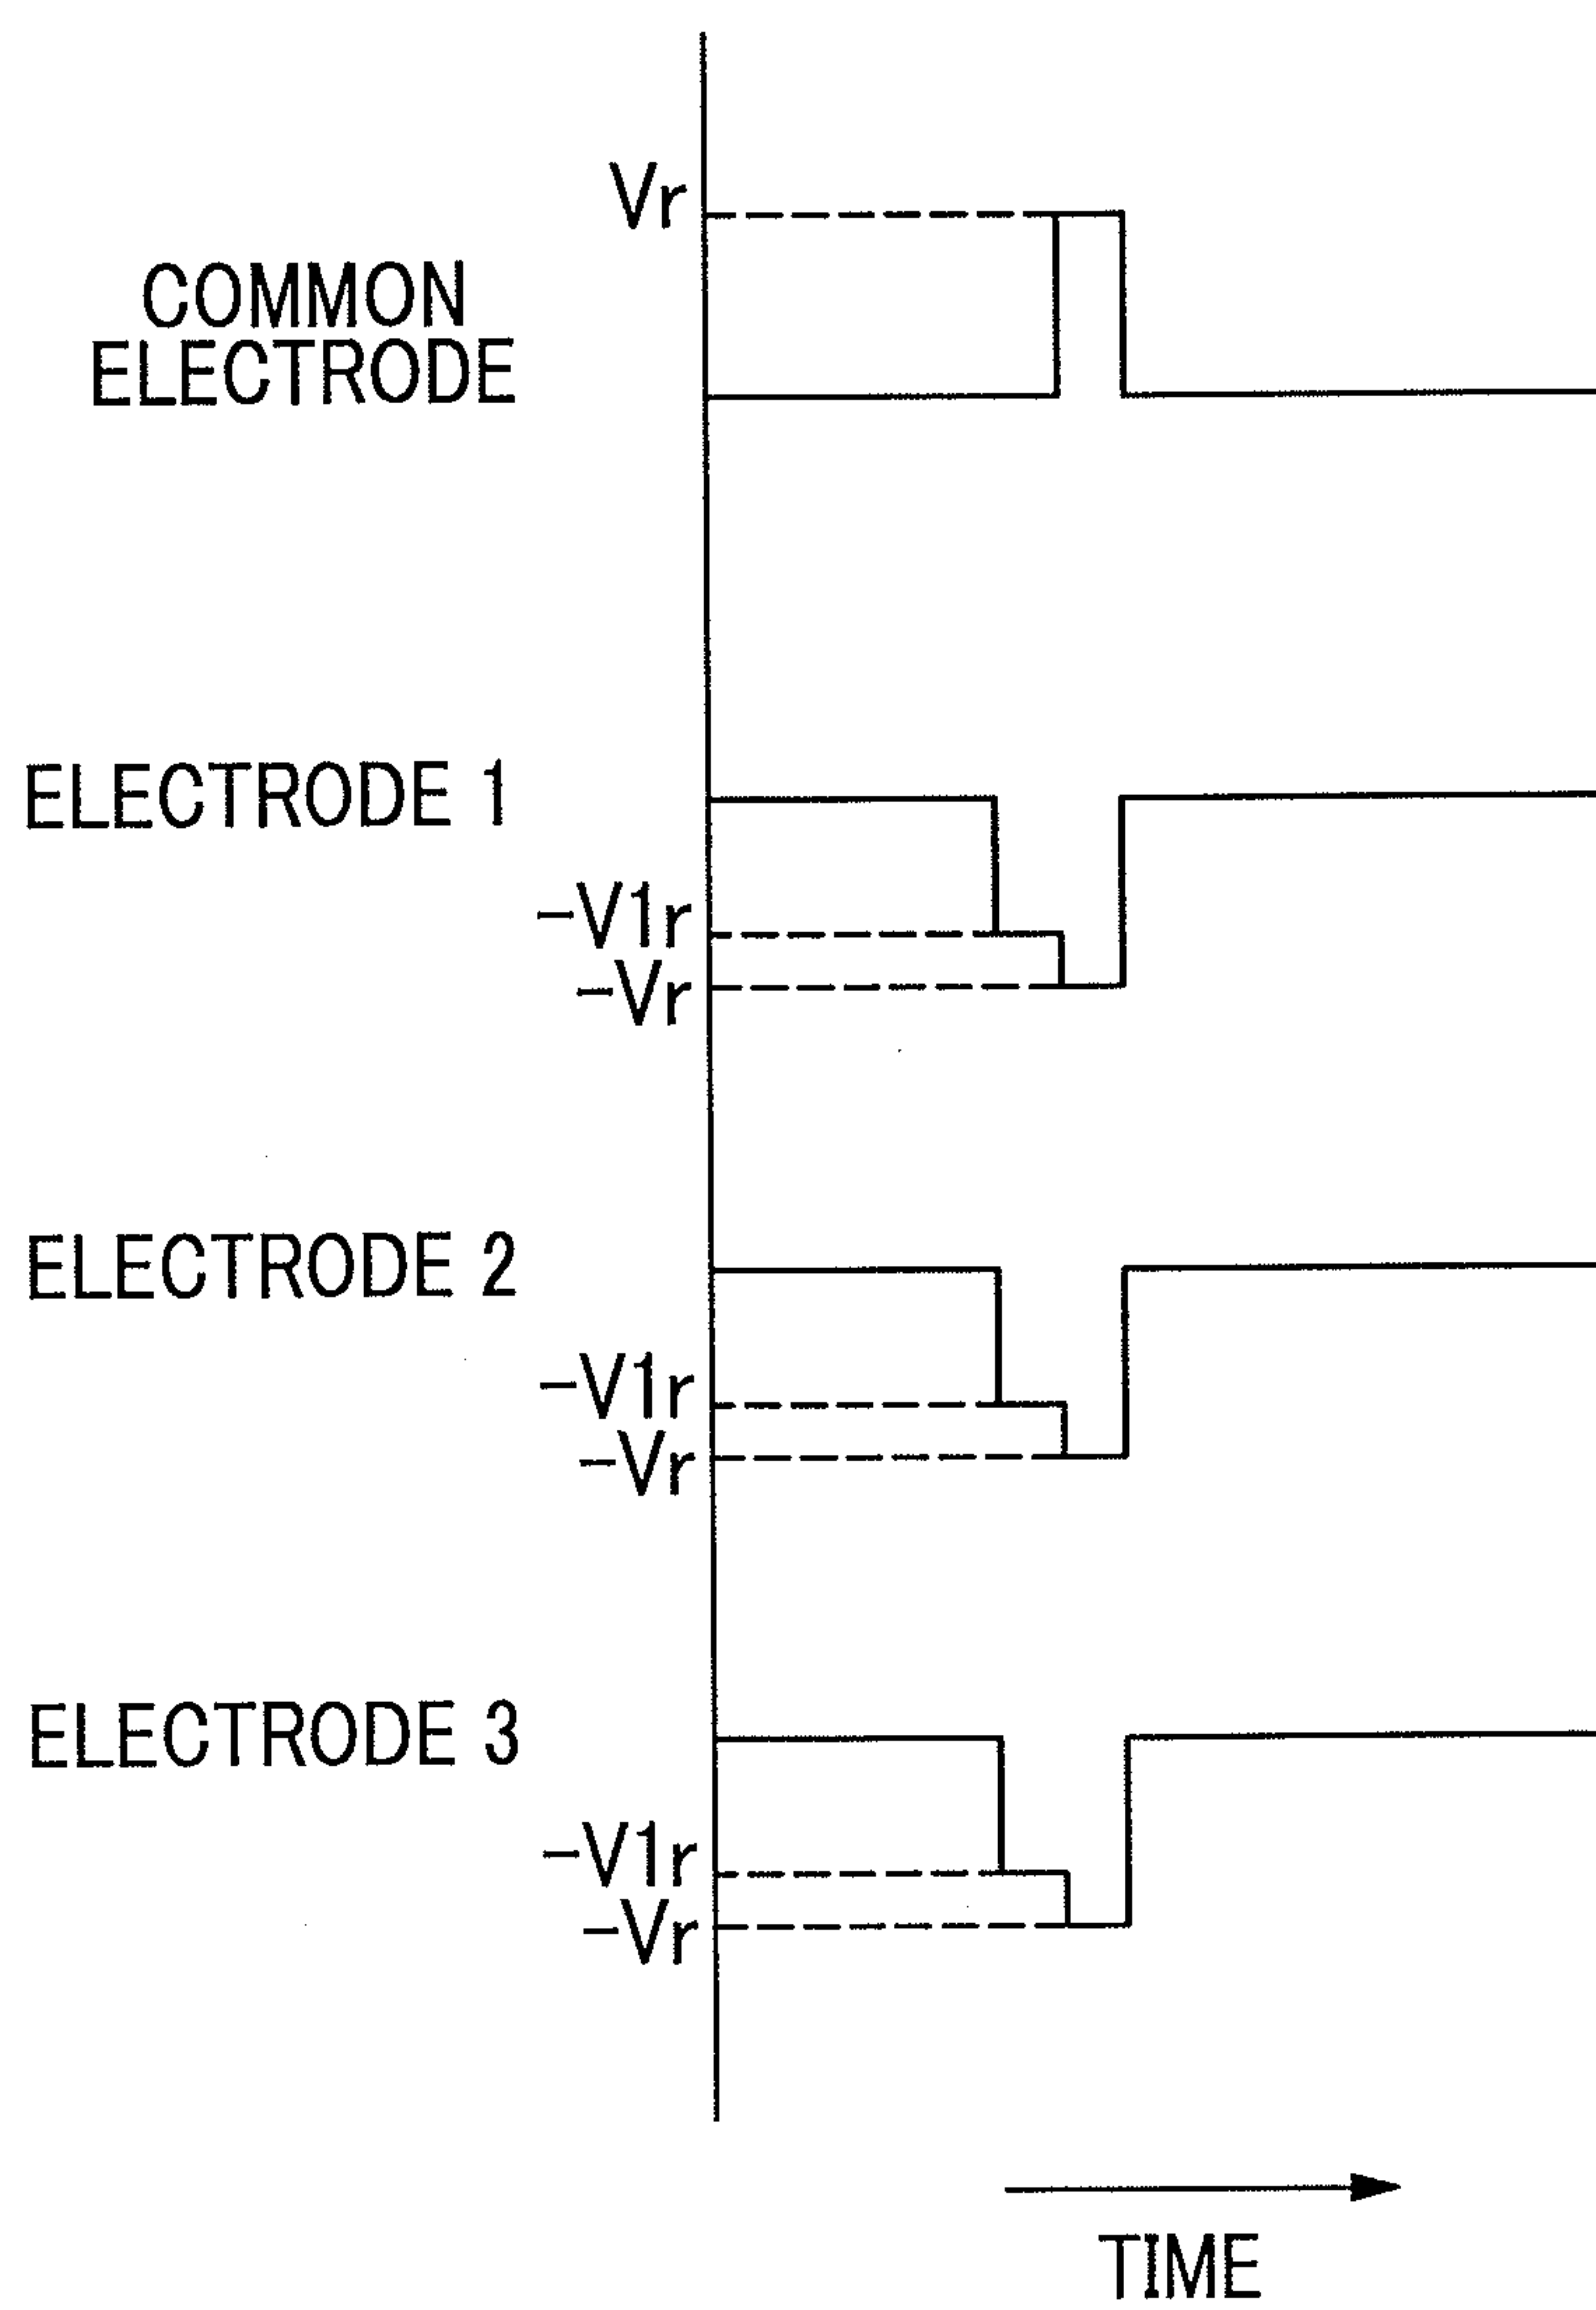 Vr
COMMON
ELECTRODE
ELECTRODE 1
-V1r
-Vr
ELECTRODE 2
-V1r
-Vr
ELECTRODE 3
-V1r
-Vr
TIME